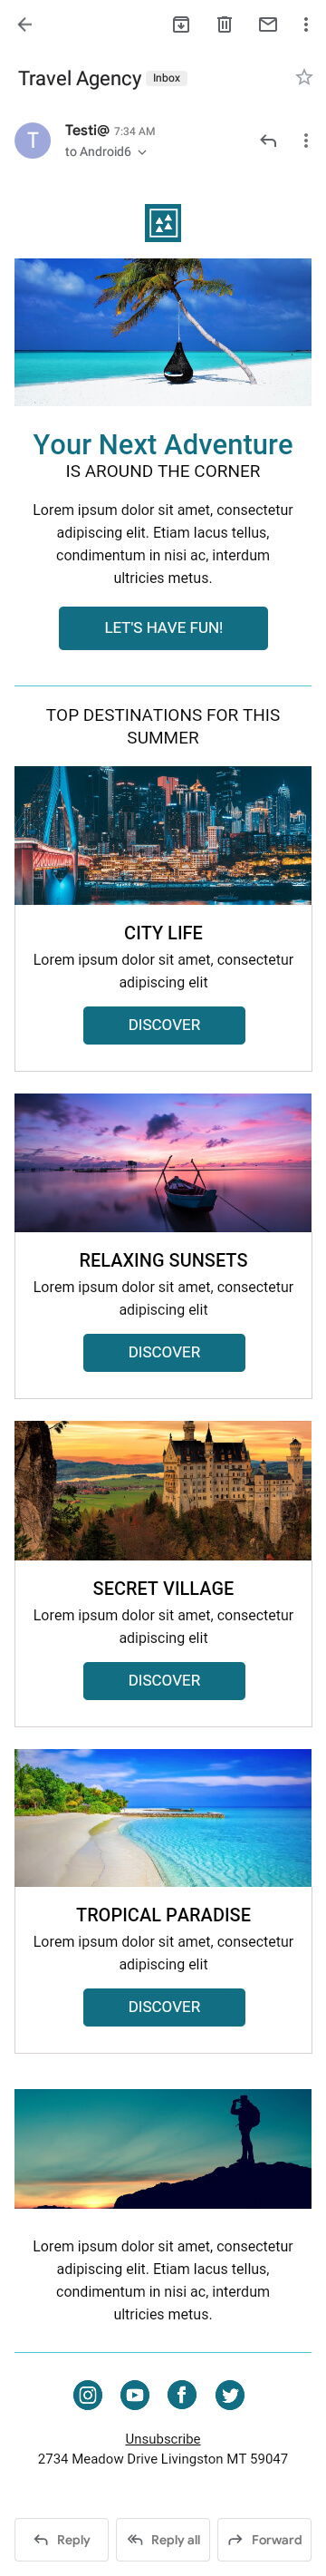 Travel Agency Inbox
T
Testi@ 7:34 AM
to Android6
Your Next Adventure
IS AROUND THE CORNER
Lorem ipsum dolor sit amet, consectetur
adipiscing elit. Etiam lacus tellus,
condimentum in nisi ac, interdum
ultricies metus.
LET'S HAVE FUN!
TOP DESTINATIONS FOR THIS
SUMMER
CITY LIFE
Lorem ipsum dolor sit amet, consectetur
adipiscing elit
DISCOVER
RELAXING SUNSETS
Lorem ipsum dolor sit amet, consectetur
adipiscing elit
DISCOVER
SECRET VILLAGE
Lorem ipsum dolor sit amet, consectetur
adipiscing elit
DISCOVER
TROPICAL PARADISE
Lorem ipsum dolor sit amet, consectetur
adipiscing elit
DISCOVER
Lorem ipsum dolor sit amet, consectetur
adipiscing elit. Etiam lacus tellus,
condimentum in nisi ac, interdum
ultricies metus.
Unsubscribe
2734 Meadow Drive Livingston MT 59047
Reply Reply all Forward